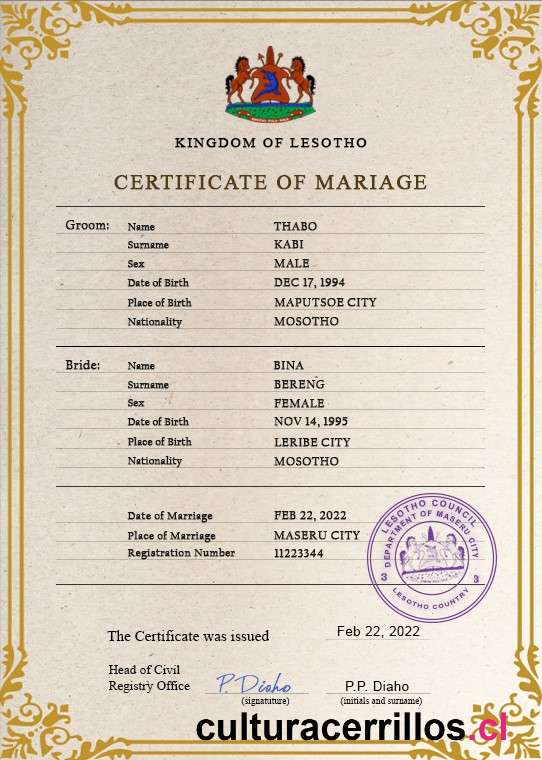 KINGDOM OF LESOTHO
CERTIFICATE OF MARIAGE
Groom: Name THABO
Surname KABI
Sex MALE
Date of Birth DEC 17, 1994
Place of Birth MAPUTSOE CITY
Nationality MOSOTHO
Bride: Name BINA
Surname BERENG
Sex FEMALE
Date of Birth NOV 14, 1995
Place of Birth LERIBE CITY
Nationality MOSOTHO
Date of Marriage FEB 22, 2022
Place of Marriage MASERU CITY
Registration Number 11223344
LESOTHO COUNCIL
DEPARTMENT OF MASERU CITY
3 3
LESOTHO COUNTRY
The Certificate was issued Feb 22, 2022
Head of Civil
Registry Office P. Diaho P.P. Diaho
(signatuture) (initials and surname)
culturacerrillos.cl